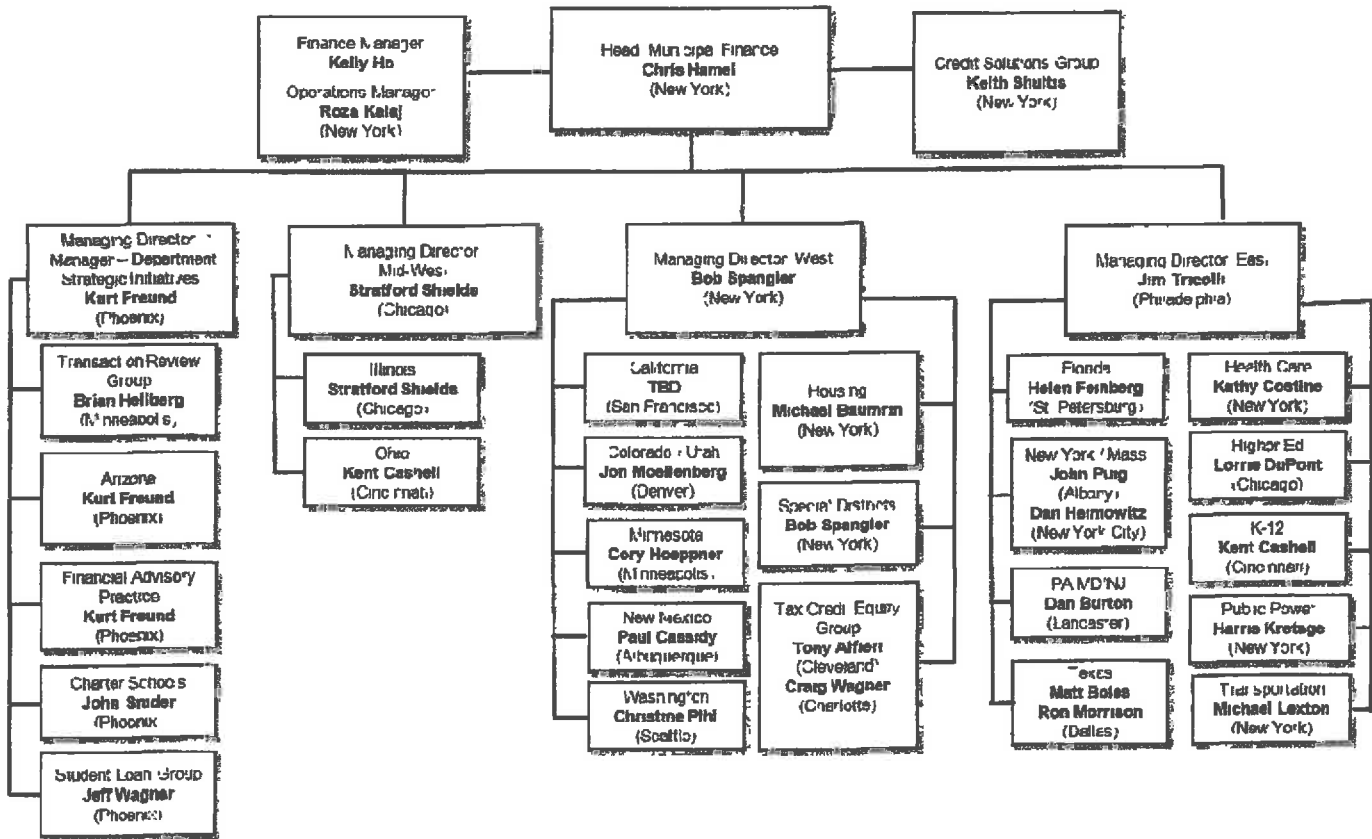 Finance Manager
Kelly Ho
Operations Manager
Roza Kalaj
(New York)
Head Municipal Finance
Chris Hamel
(New York)
Credit Solutions Group
Keith Shultis
(New York)
Managing Director
Manager – Department
Strategic Initiatives
Kurt Freund
(Phoenix)
Transaction Review
Group
Brian Hellberg
(Minneapolis)
Arizona
Kurt Freund
(Phoenix)
Financial Advisory
Practice
Kurt Freund
(Phoenix)
Charter Schools
John Snider
(Phoenix
Student Loan Group
Jeff Wagner
(Phoenix)
Managing Director
Mid-West
Stratford Shields
(Chicago)
Illinois
Stratford Shields
(Chicago)
Ohio
Kent Cashell
(Cincinnati)
Managing Director West
Bob Spangler
(New York)
California
TBD
(San Francisco)
Colorado / Utah
Jon Moellenberg
(Denver)
Minnesota
Cory Hoeppner
(Minneapolis)
New Mexico
Paul Cassidy
(Albuquerque)
Washington
Christine Pihl
(Seattle)
Housing
Michael Baumrin
(New York)
Special Districts
Bob Spangler
(New York)
Tax Credit Equity
Group
Tony Alfieri
(Cleveland)
Craig Wagner
(Charlotte)
Managing Director East
Jim Tricolli
(Philadelphia)
Florida
Helen Feinberg
(St. Petersburg)
New York / Mass
John Puig
(Albany)
Dan Heimowitz
(New York City)
PA/MD/NJ
Dan Burton
(Lancaster)
Texas
Matt Boles
Ron Morrison
(Dallas)
Health Care
Kathy Costine
(New York)
Higher Ed
Lorrie DuPont
(Chicago)
K-12
Kent Cashell
(Cincinnati)
Public Power
Harris Kretage
(New York)
Transportation
Michael Lexton
(New York)